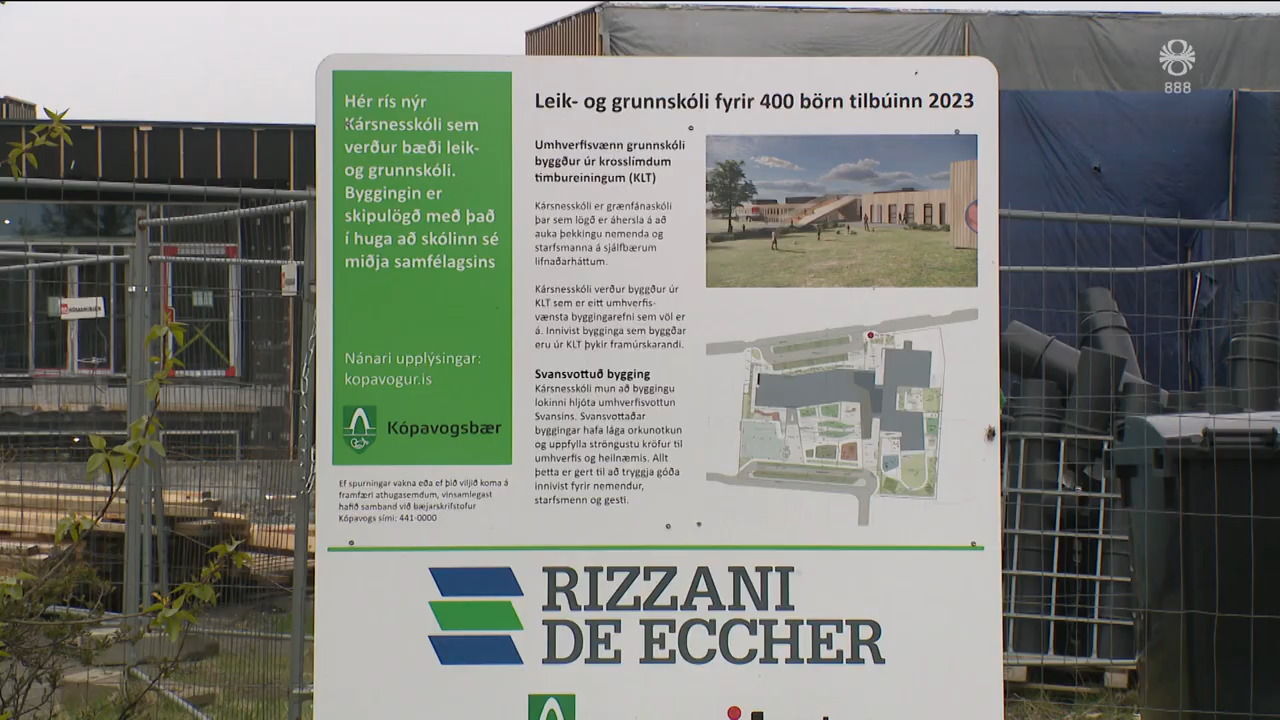 888
Hér rís nýr
Kársnesskóli sem
verður bæði leik-
og grunnskóli.
Byggingin er
skipulögð með það
í huga að skólinn sé
miðja samfélagsins
Nánari upplýsingar:
kopavogur.is
Kópavogsbær
Ef spurningar vakna eða ef þið viljið koma á
framfæri athugasemdum, vinsamlegast
hafið samband við bæjarskrifstofur
Kópavogs sími: 441-0000
Leik- og grunnskóli fyrir 400 börn tilbúinn 2023
Umhverfisvænn grunnskóli
byggður úr krosslímdum
timbureiningum (KLT)
Kársnesskóli er grænfánaskóli
þar sem lögð er áhersla á að
auka þekkingu nemenda og
starfsmanna á sjálfbærum
lifnaðarháttum.
Kársnesskóli verður byggður úr
KLT sem er eitt umhverfis-
vænsta byggingarefni sem völ er
á. Innivist bygginga sem byggðar
eru úr KLT þykir framúrskarandi.
Svansvottuð bygging
Kársnesskóli mun að byggingu
lokinni hljóta umhverfisvottun
Svansins. Svansvottaðar
byggingar hafa lága orkunotkun
og uppfylla ströngustu kröfur til
umhverfis og heilnæmis. Allt
þetta er gert til að tryggja góða
innivist fyrir nemendur,
starfsmenn og gesti.
RIZZANI
DE ECCHER